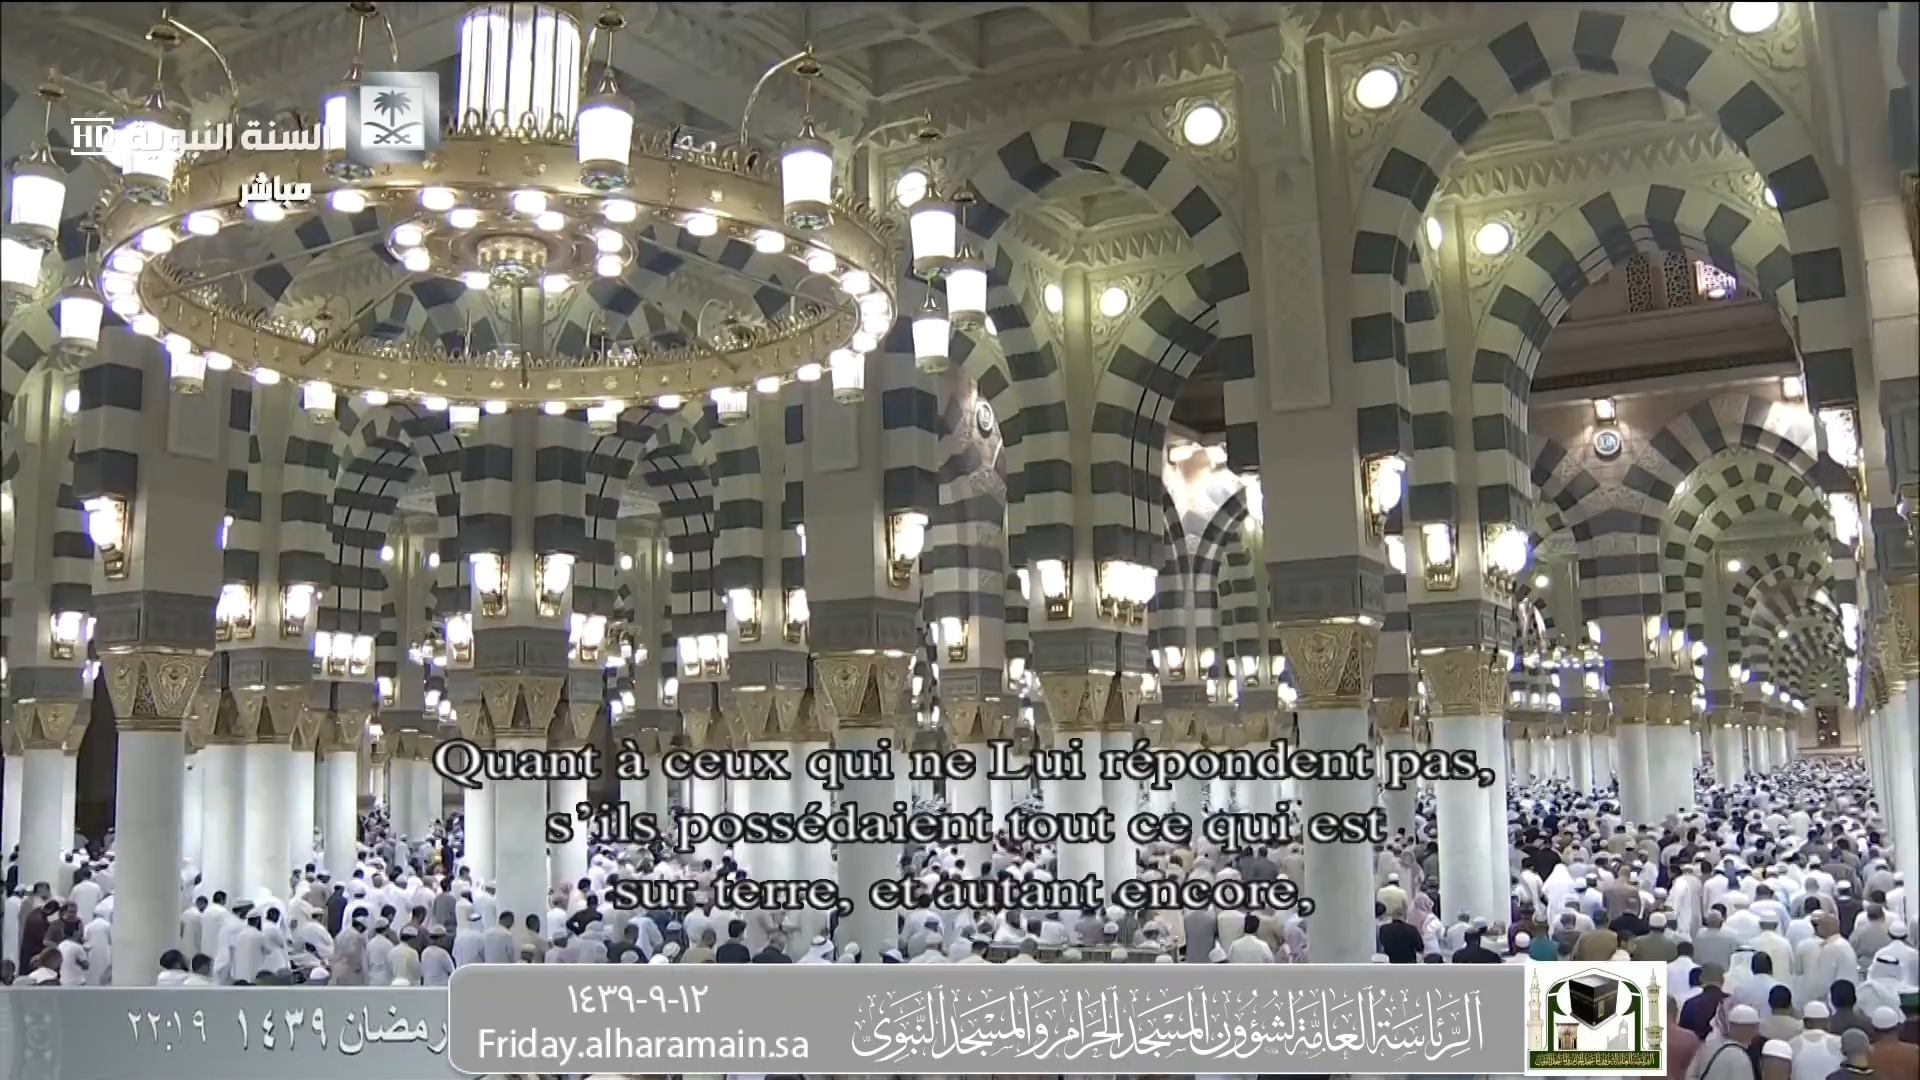 HD السنة النبوية
مباشر
Quant à ceux qui ne Lui répondent pas,
s'ils possédaient tout ce qui est
sur terre, et autant encore,
١٤٣٩-٩-١٢
Friday.alharamain.sa
الرئاسة العامة لشؤون المسجد الحرام والمسجد النبوي
رمضان ١٤٣٩
٢٢:١٩